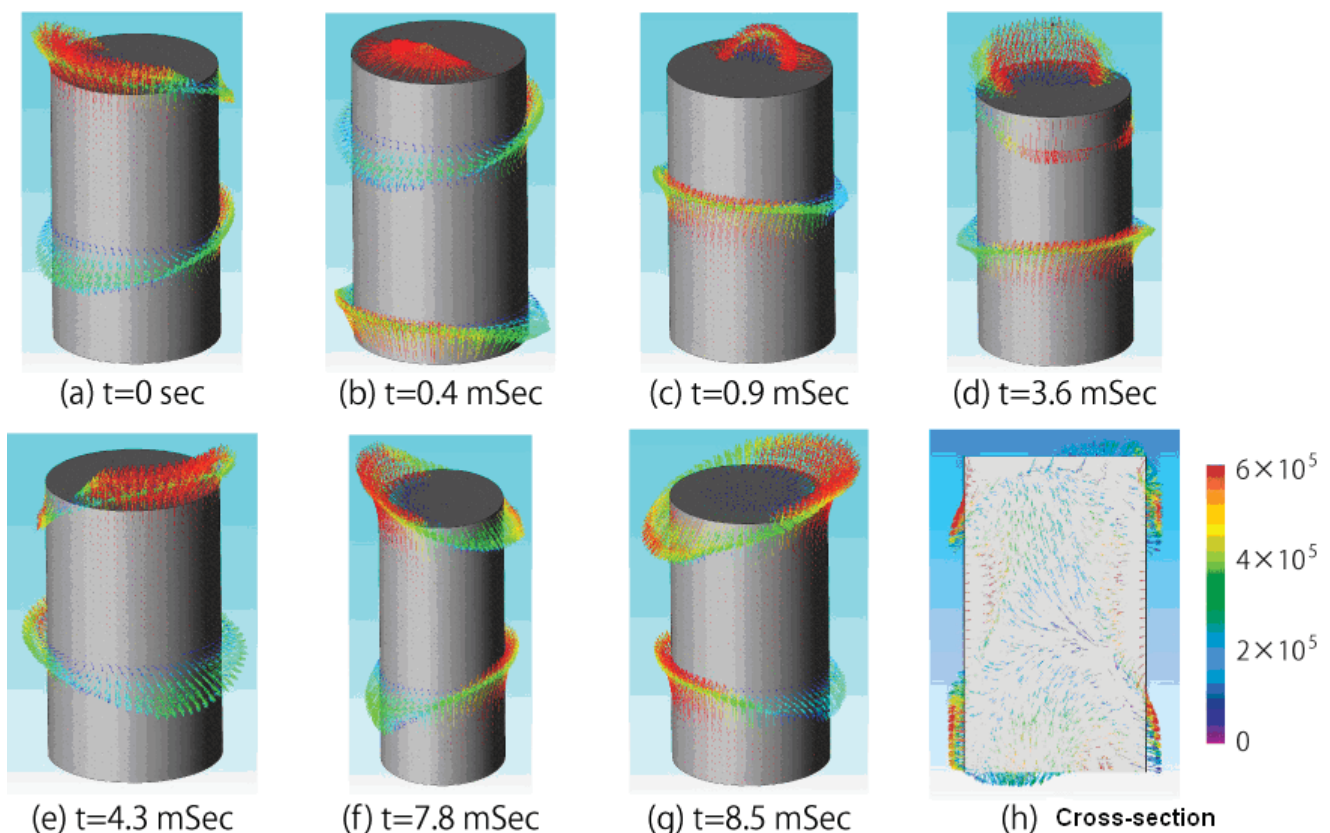 (a) t=0 sec
(b) t=0.4 mSec
(c) t=0.9 mSec
(d) t=3.6 mSec
6×10⁵
4×10⁵
2×10⁵
0
(e) t=4.3 mSec
(f) t=7.8 mSec
(g) t=8.5 mSec
(h) Cross-section